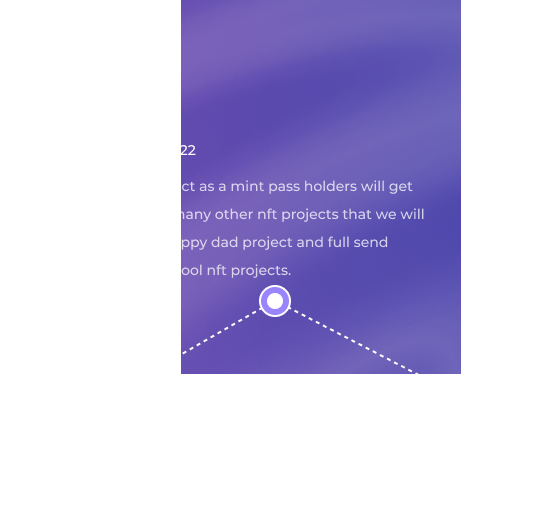 22
ct as a mint pass holders will get
any other nft projects that we will
ppy dad project and full send
ool nft projects.